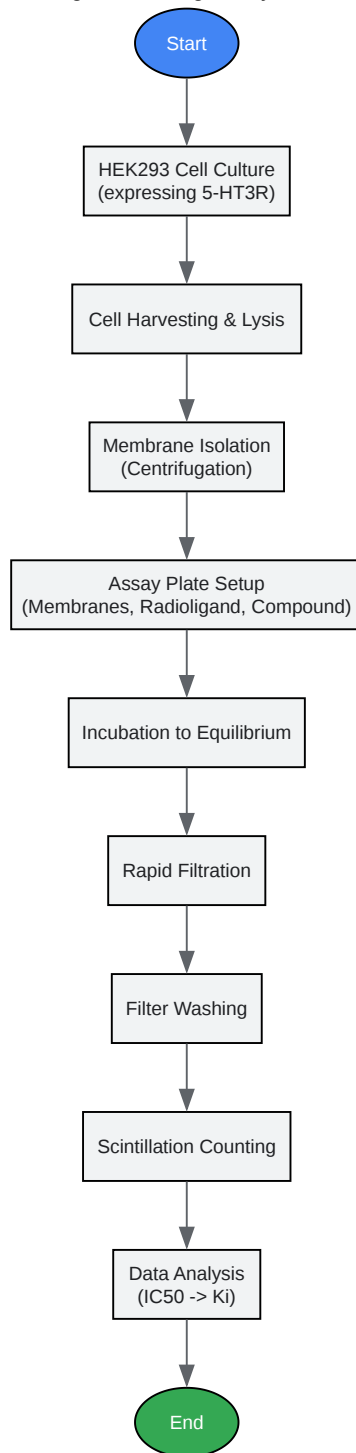 Start
HEK293 Cell Culture
(expressing 5-HT3R)
Cell Harvesting & Lysis
Membrane Isolation
(Centrifugation)
Assay Plate Setup
(Membranes, Radioligand, Compound)
Incubation to Equilibrium
Rapid Filtration
Filter Washing
Scintillation Counting
Data Analysis
(IC50 -> Ki)
End